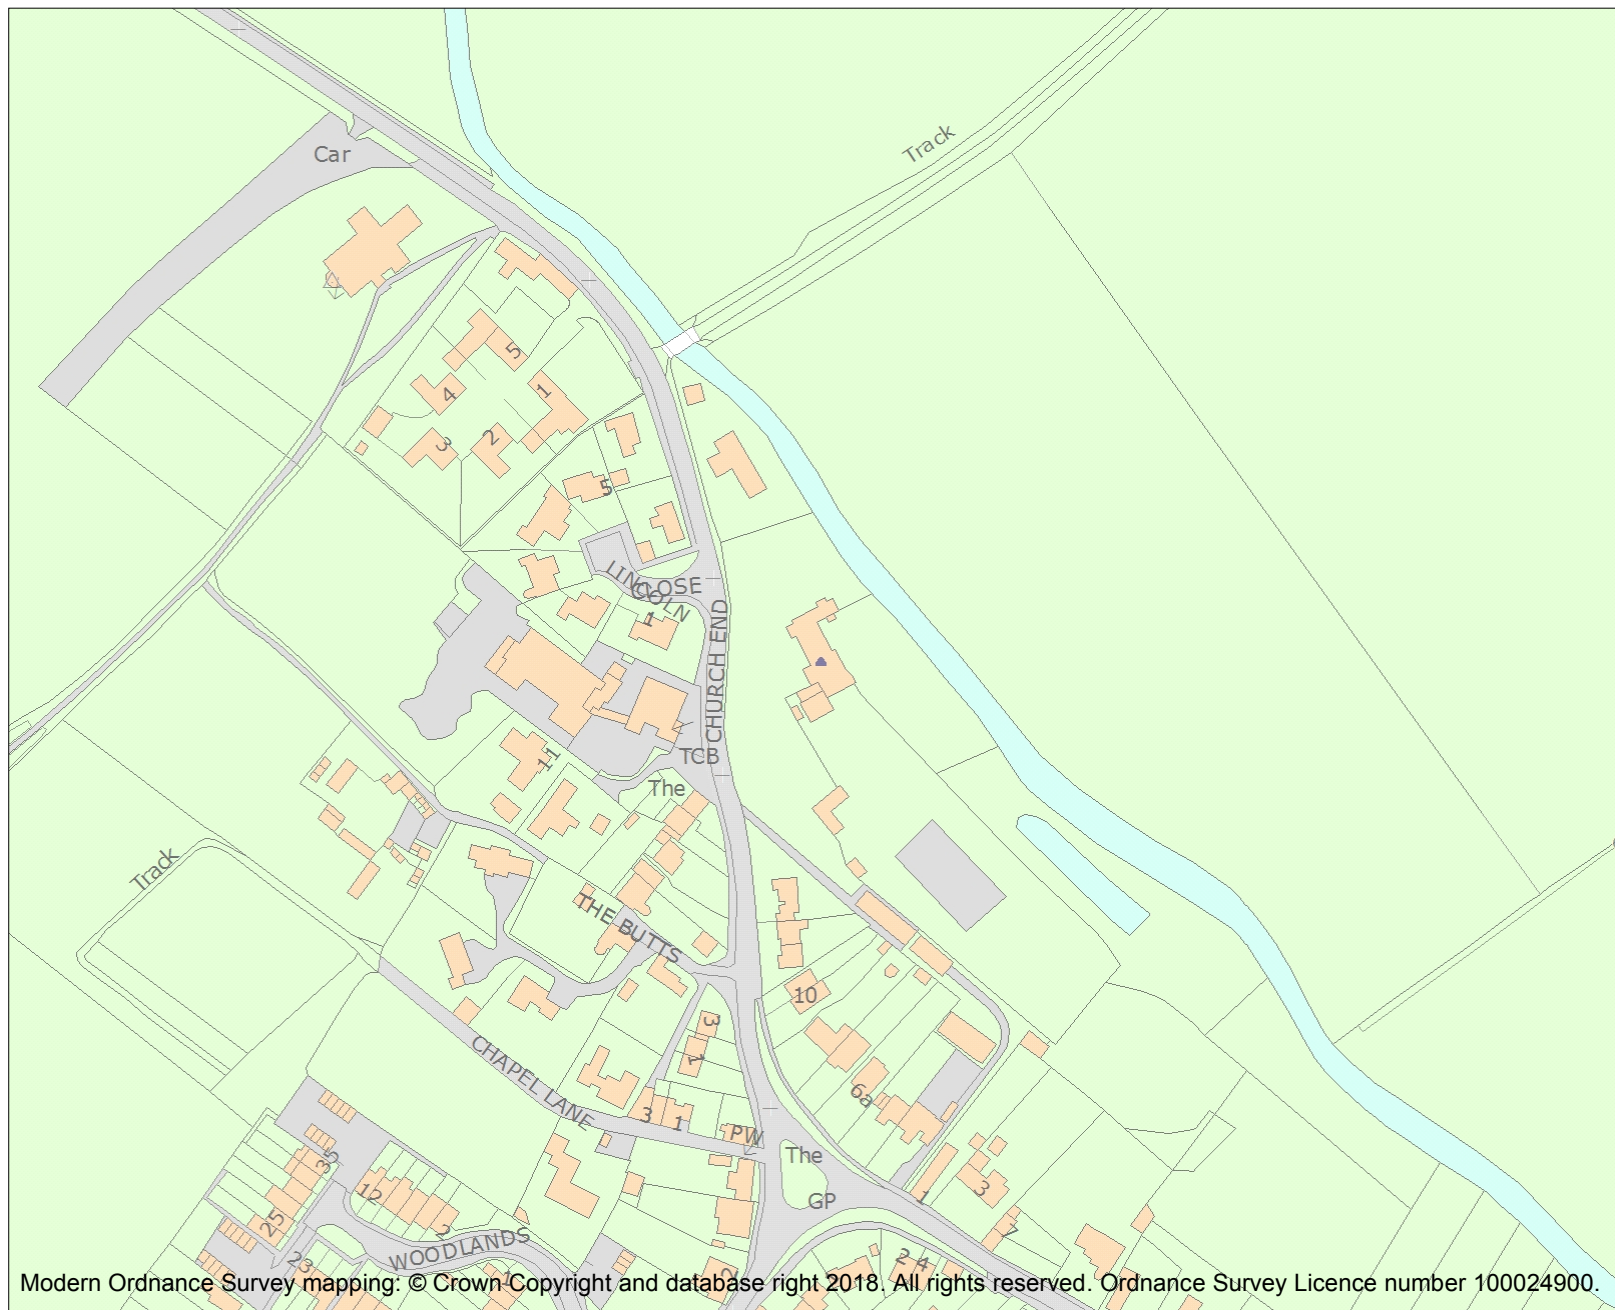 Car
Track
5
4
1
3
2
5
LINCOLN
CLOSE
1
CHURCH END
TCB
The
11
Track
THE BUTTS
10
3
1
CHAPEL LANE
6a
3
1
PW
The
GP
1
3
7
35
12
25
2
23
WOODLANDS
1
2
2
4
Modern Ordnance Survey mapping: © Crown Copyright and database right 2018. All rights reserved. Ordnance Survey Licence number 100024900.